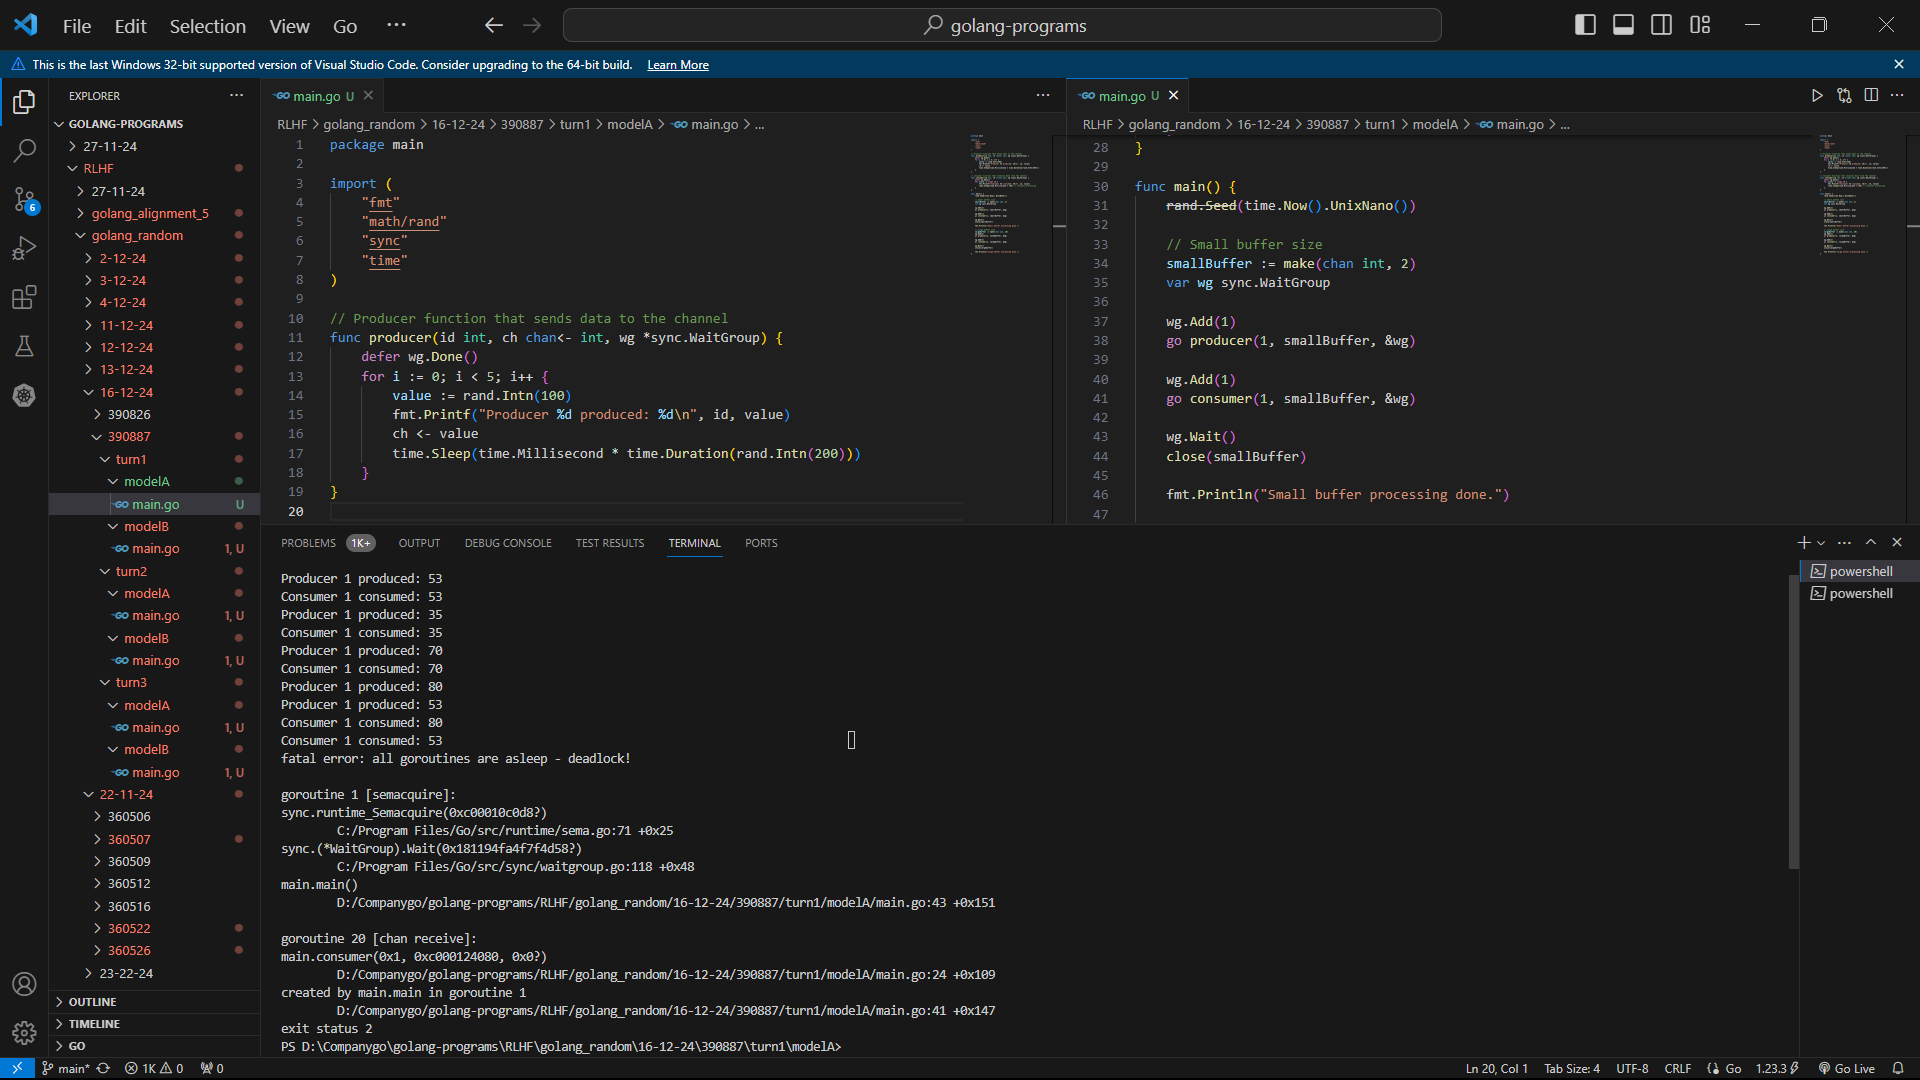 File Edit Selection View Go ···
golang-programs
This is the last Windows 32-bit supported version of Visual Studio Code. Consider upgrading to the 64-bit build. Learn More
EXPLORER
GOLANG-PROGRAMS
27-11-24
RLHF
27-11-24
golang_alignment_5
golang_random
2-12-24
3-12-24
4-12-24
11-12-24
12-12-24
13-12-24
16-12-24
390826
390887
turn1
modelA
main.go U
modelB
main.go 1, U
turn2
modelA
main.go 1, U
modelB
main.go 1, U
turn3
modelA
main.go 1, U
modelB
main.go 1, U
22-11-24
360506
360507
360509
360512
360516
360522
360526
23-22-24
OUTLINE
TIMELINE
GO
6
main.go U
RLHF > golang_random > 16-12-24 > 390887 > turn1 > modelA > main.go > ...
1 package main
2
3 import (
4 "fmt"
5 "math/rand"
6 "sync"
7 "time"
8 )
9
10 // Producer function that sends data to the channel
11 func producer(id int, ch chan<- int, wg *sync.WaitGroup) {
12 defer wg.Done()
13 for i := 0; i < 5; i++ {
14 value := rand.Intn(100)
15 fmt.Printf("Producer %d produced: %d\n", id, value)
16 ch <- value
17 time.Sleep(time.Millisecond * time.Duration(rand.Intn(200)))
18 }
19 }
20
main.go U
RLHF > golang_random > 16-12-24 > 390887 > turn1 > modelA > main.go > ...
28 }
29
30 func main() {
31 rand.Seed(time.Now().UnixNano())
32
33 // Small buffer size
34 smallBuffer := make(chan int, 2)
35 var wg sync.WaitGroup
36
37 wg.Add(1)
38 go producer(1, smallBuffer, &wg)
39
40 wg.Add(1)
41 go consumer(1, smallBuffer, &wg)
42
43 wg.Wait()
44 close(smallBuffer)
45
46 fmt.Println("Small buffer processing done.")
47
PROBLEMS 1K+ OUTPUT DEBUG CONSOLE TEST RESULTS TERMINAL PORTS
Producer 1 produced: 53
Consumer 1 consumed: 53
Producer 1 produced: 35
Consumer 1 consumed: 35
Producer 1 produced: 70
Consumer 1 consumed: 70
Producer 1 produced: 80
Producer 1 produced: 53
Consumer 1 consumed: 80
Consumer 1 consumed: 53
fatal error: all goroutines are asleep - deadlock!
goroutine 1 [semacquire]:
sync.runtime_Semacquire(0xc00010c0d8?)
C:/Program Files/Go/src/runtime/sema.go:71 +0x25
sync.(*WaitGroup).Wait(0x181194fa4f7f4d58?)
C:/Program Files/Go/src/sync/waitgroup.go:118 +0x48
main.main()
D:/Companygo/golang-programs/RLHF/golang_random/16-12-24/390887/turn1/modelA/main.go:43 +0x151
goroutine 20 [chan receive]:
main.consumer(0x1, 0xc000124080, 0x0?)
D:/Companygo/golang-programs/RLHF/golang_random/16-12-24/390887/turn1/modelA/main.go:24 +0x109
created by main.main in goroutine 1
D:/Companygo/golang-programs/RLHF/golang_random/16-12-24/390887/turn1/modelA/main.go:41 +0x147
exit status 2
PS D:\Companygo\golang-programs\RLHF\golang_random\16-12-24\390887\turn1\modelA>
powershell
powershell
main* 1K 0 0
Ln 20, Col 1 Tab Size: 4 UTF-8 CRLF Go 1.23.3 Go Live